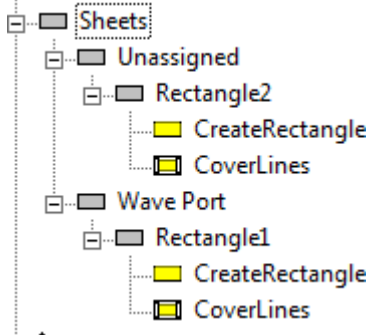 Sheets
Unassigned
Rectangle2
CreateRectangle
CoverLines
Wave Port
Rectangle1
CreateRectangle
CoverLines